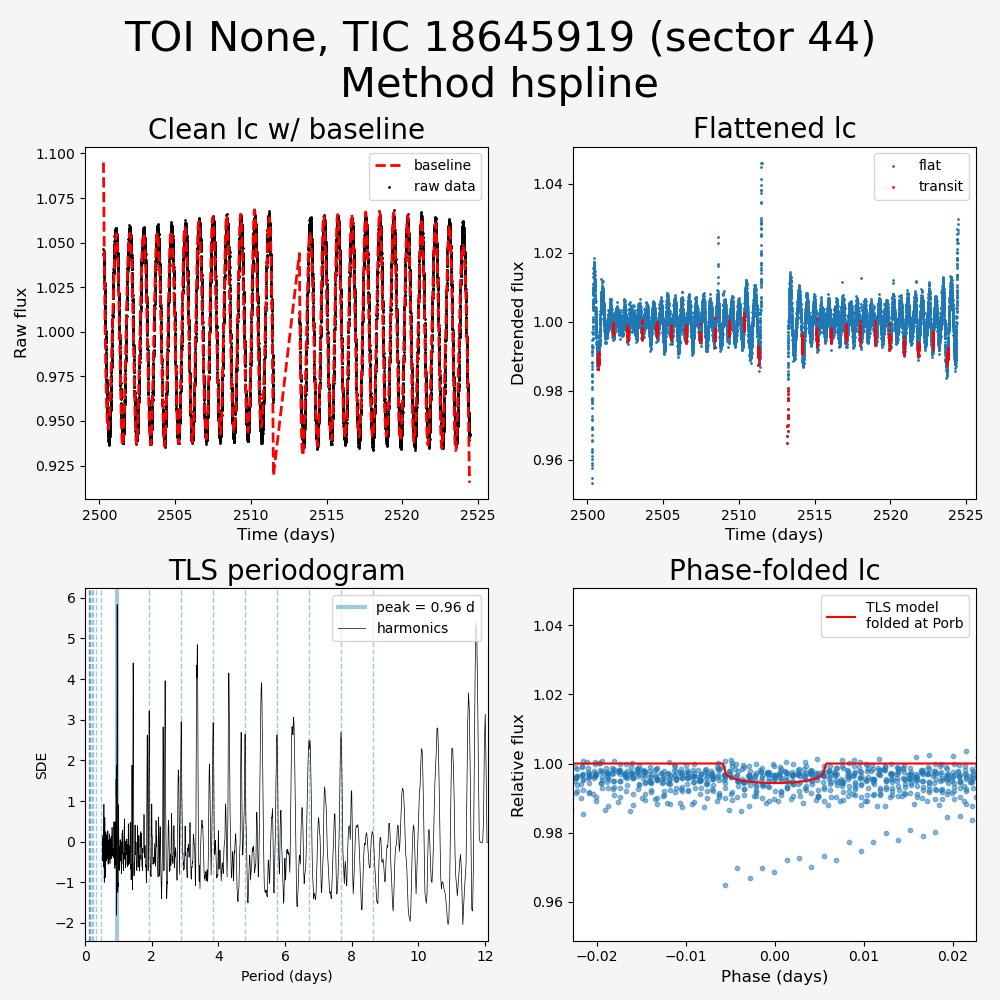 TOI None, TIC 18645919 (sector 44)
Method hspline
Clean lc w/ baseline
Flattened lc
1.100
1.075
1.050
1.025
1.000
0.975
0.950
0.925
Raw flux
baseline
raw data
2500 2505 2510 2515 2520 2525
Time (days)
1.04
1.02
1.00
0.98
0.96
Detrended flux
flat
transit
2500 2505 2510 2515 2520 2525
Time (days)
TLS periodogram
Phase-folded lc
6
5
4
3
2
1
0
−1
−2
SDE
peak = 0.96 d
harmonics
0 2 4 6 8 10 12
Period (days)
1.04
1.02
1.00
0.98
0.96
Relative flux
TLS model
folded at Porb
−0.02 −0.01 0.00 0.01 0.02
Phase (days)